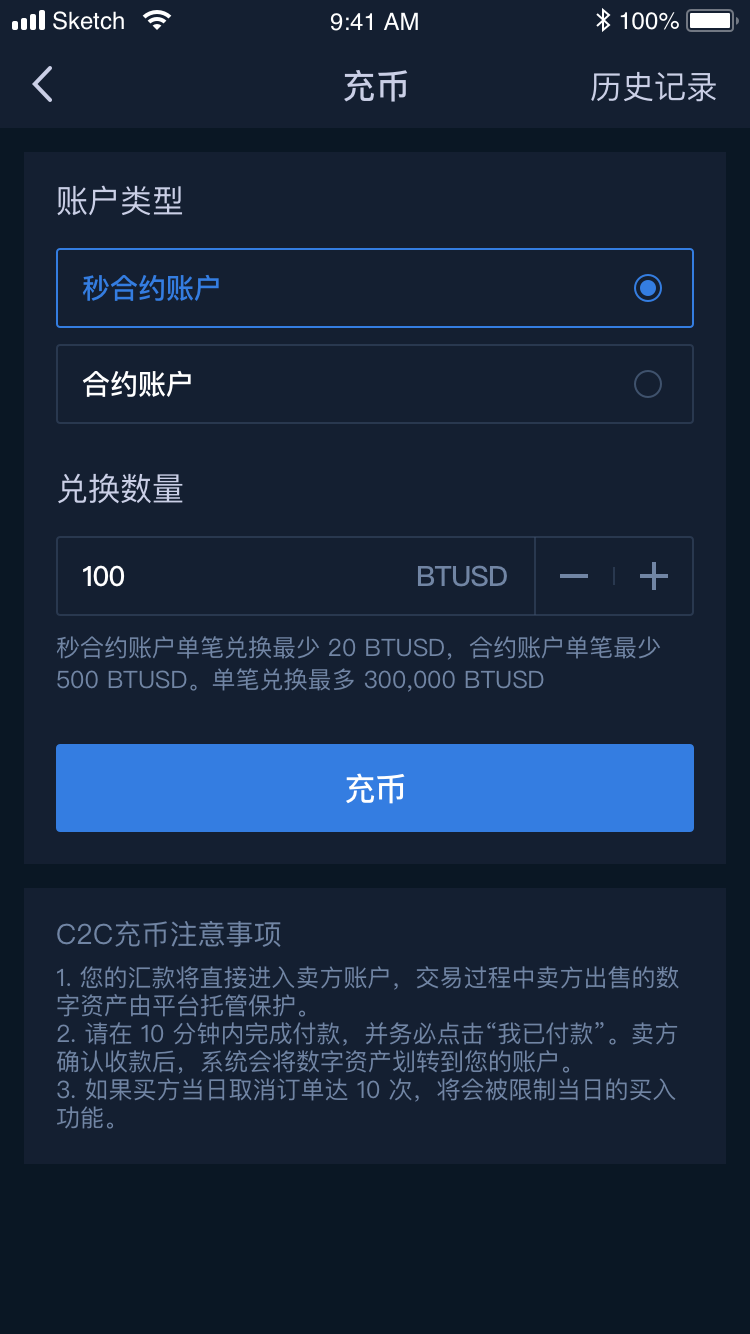 Sketch 9:41 AM 100%
充币 历史记录
账户类型
秒合约账户
合约账户
兑换数量
100 BTUSD
秒合约账户单笔兑换最少 20 BTUSD，合约账户单笔最少
500 BTUSD。单笔兑换最多 300,000 BTUSD
充币
C2C充币注意事项
1. 您的汇款将直接进入卖方账户，交易过程中卖方出售的数
字资产由平台托管保护。
2. 请在 10 分钟内完成付款，并务必点击“我已付款”。卖方
确认收款后，系统会将数字资产划转到您的账户。
3. 如果买方当日取消订单达 10 次，将会被限制当日的买入
功能。